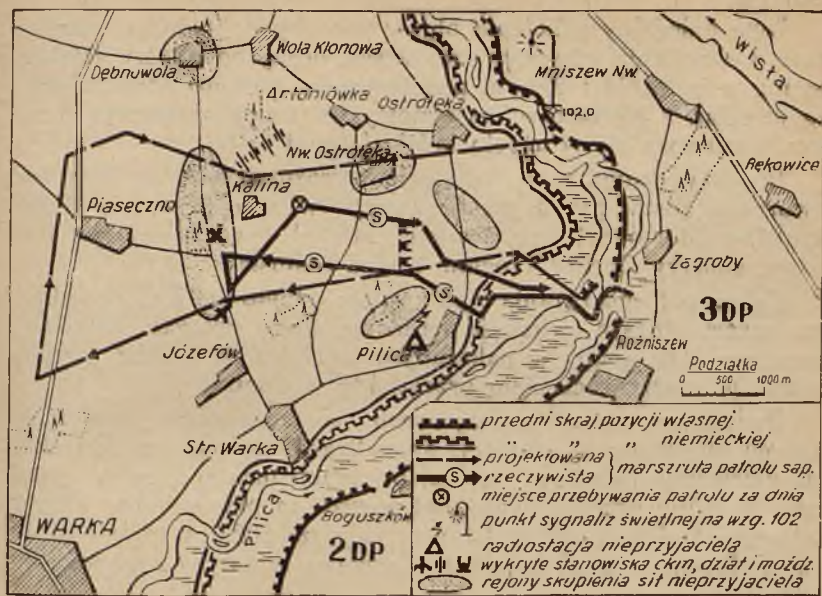 Wola Klonowa
Dębnowola
Mniszew Nw.
WISŁA
Antoniówka
Ostrołęka
102,0
Nw. Ostrołęka
Rękowice
Kalina
Piaseczno
S
S
Zagroby
S
3DP
Józefów
Pilica
Rożniszew
Podziałka
0 500 1000 m
Str. Warka
Pilica
WARKA
Boguszków
2DP
przedni skraj pozycji własnej
„ „ „ niemieckiej
projektowana
S rzeczywista } marszruta patrolu sap.
miejsce przebywania patrolu za dnia
punkt sygnaliz świetlnej na wzg. 102
radiostacja nieprzyjaciela
wykryte stanowiska ckm, dział i moździ.
rejony skupienia sił nieprzyjaciela